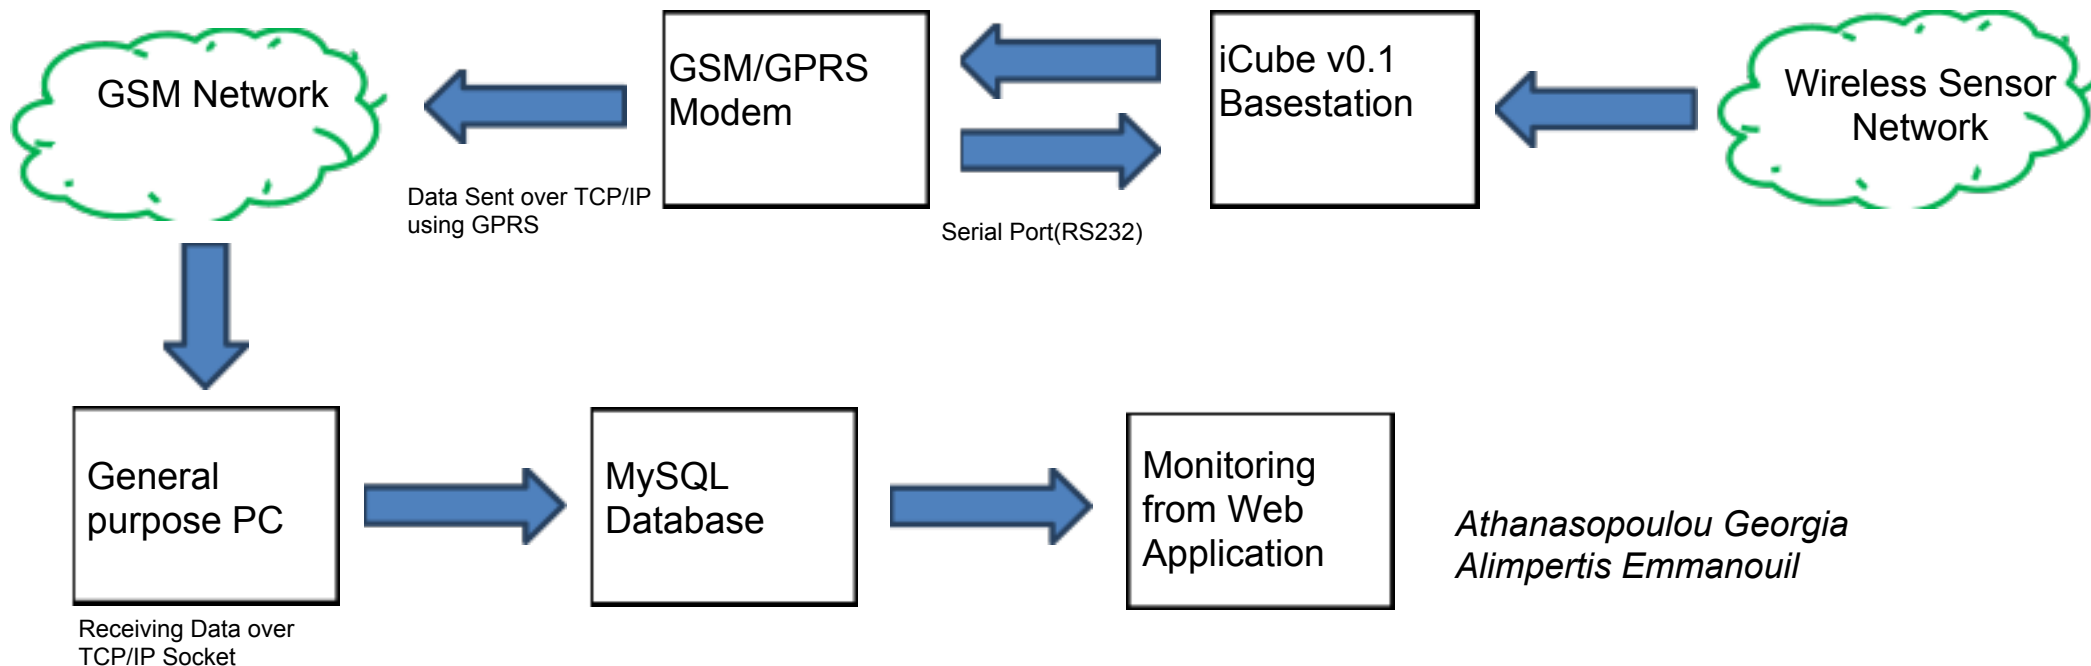 GSM Network
GSM/GPRS
Modem
iCube v0.1
Basestation
Wireless Sensor
Network
Data Sent over TCP/IP
using GPRS
Serial Port(RS232)
General
purpose PC
MySQL
Database
Monitoring
from Web
Application
Athanasopoulou Georgia
Alimpertis Emmanouil
Receiving Data over
TCP/IP Socket